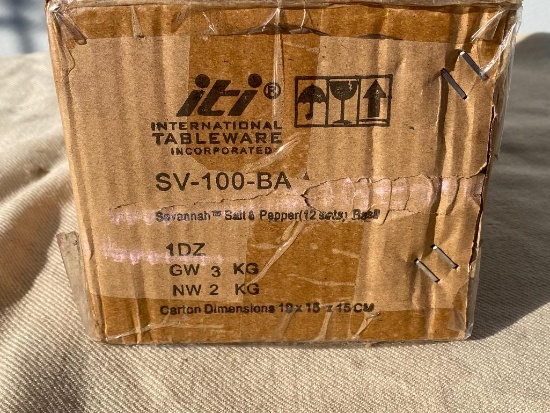 iti®
INTERNATIONAL
TABLEWARE
INCORPORATED
SV-100-BA
Savannah™ Salt & Pepper(12 sets) Basil
1DZ
GW 3 KG
NW 2 KG
Carton Dimensions 19 x 15 x 15 CM